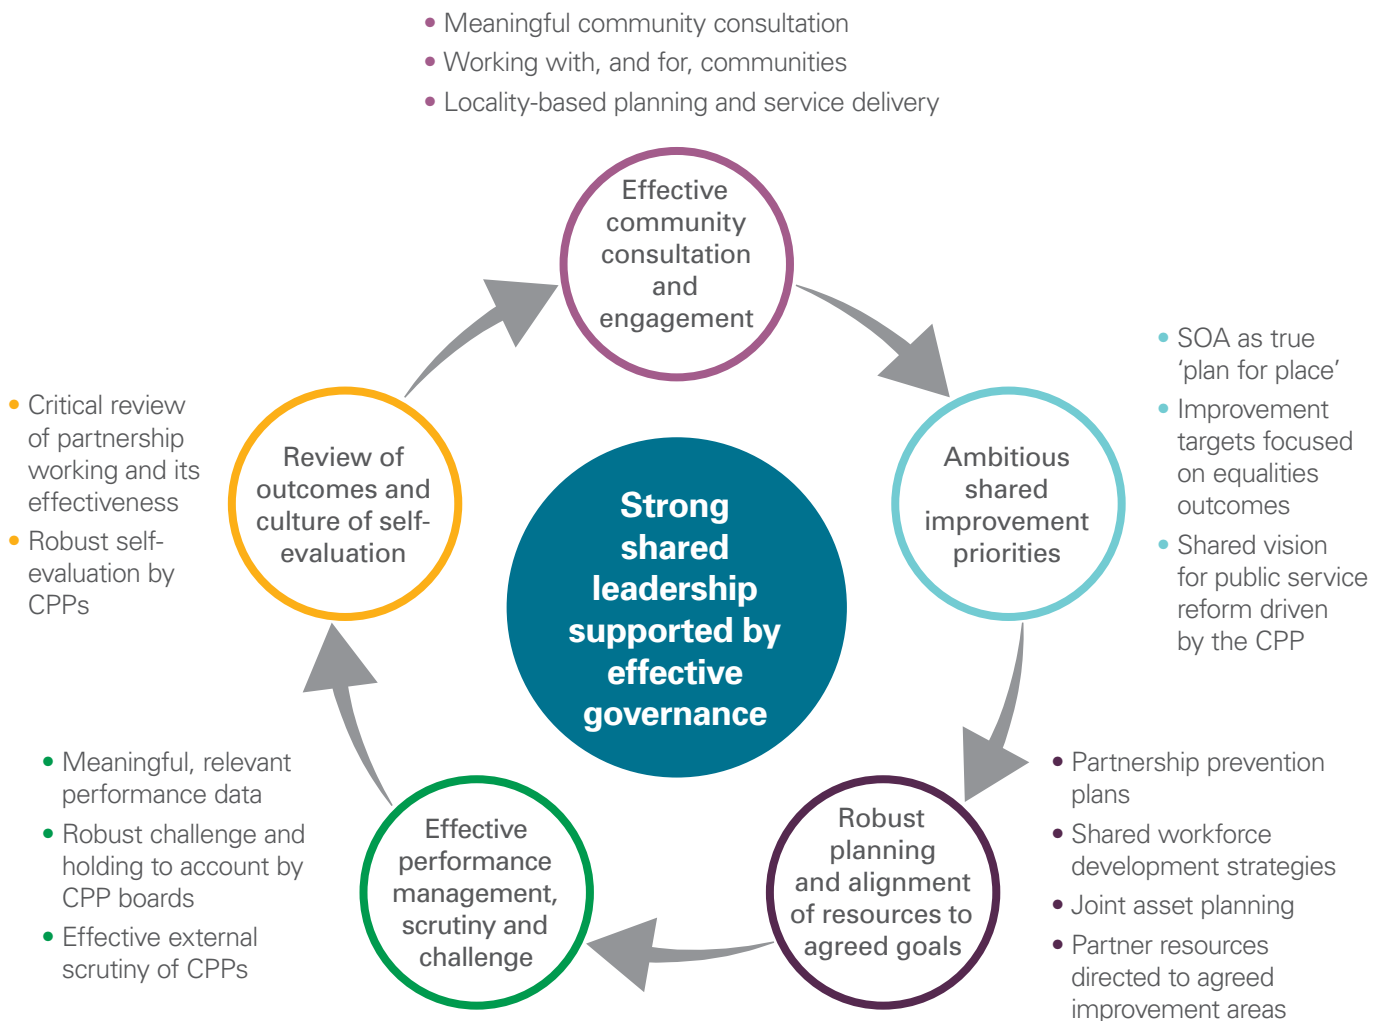 • Meaningful community consultation
• Working with, and for, communities
• Locality-based planning and service delivery
Effective
community
consultation
and
engagement
• SOA as true
‘plan for place’
• Improvement
targets focused
on equalities
outcomes
• Shared vision
for public service
reform driven
by the CPP
Ambitious
shared
improvement
priorities
• Partnership prevention
plans
• Shared workforce
development strategies
• Joint asset planning
• Partner resources
directed to agreed
improvement areas
Robust
planning
and alignment
of resources to
agreed goals
Effective
performance
management,
scrutiny and
challenge
• Meaningful, relevant
performance data
• Robust challenge and
holding to account by
CPP boards
• Effective external
scrutiny of CPPs
Review of
outcomes and
culture of self-
evaluation
• Critical review
of partnership
working and its
effectiveness
• Robust self-
evaluation by
CPPs
Strong
shared
leadership
supported by
effective
governance